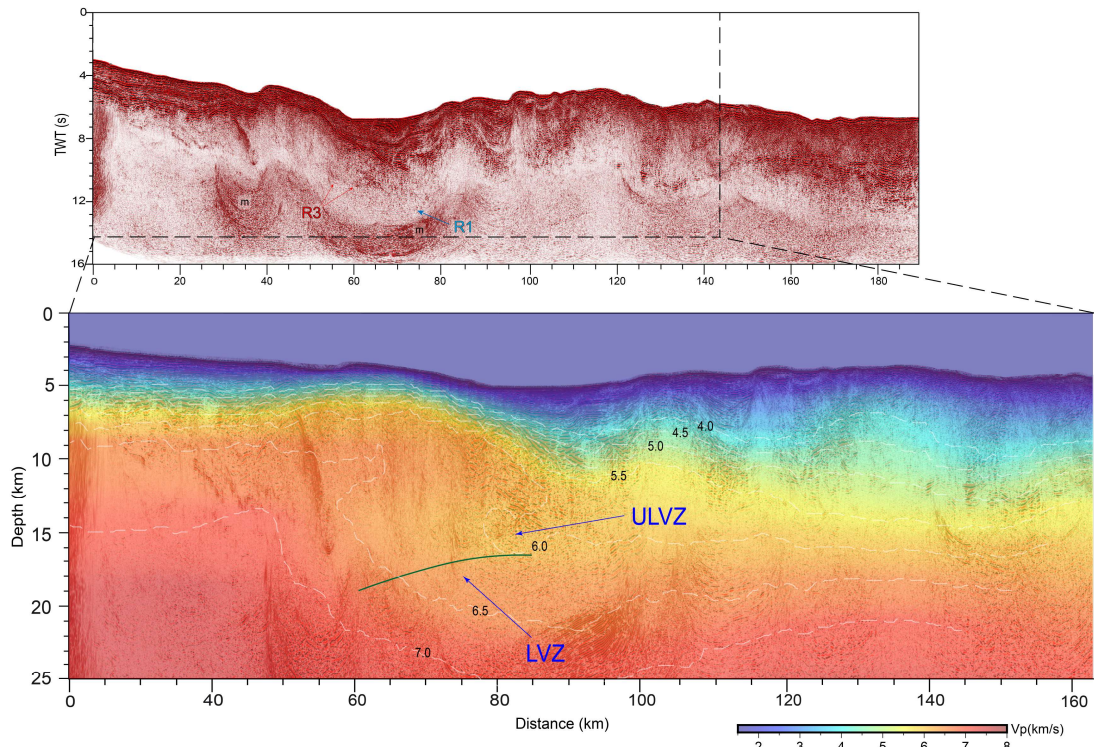 0
4
8
12
16
TWT (s)
m
R3
m
R1
0 20 40 60 80 100 120 140 160 180
0
5
10
15
20
25
Depth (km)
4.0
4.5
5.0
5.5
ULVZ
6.0
6.5
LVZ
7.0
0 20 40 60 80 100 120 140 160
Distance (km)
Vp(km/s)
2 3 4 5 6 7 8